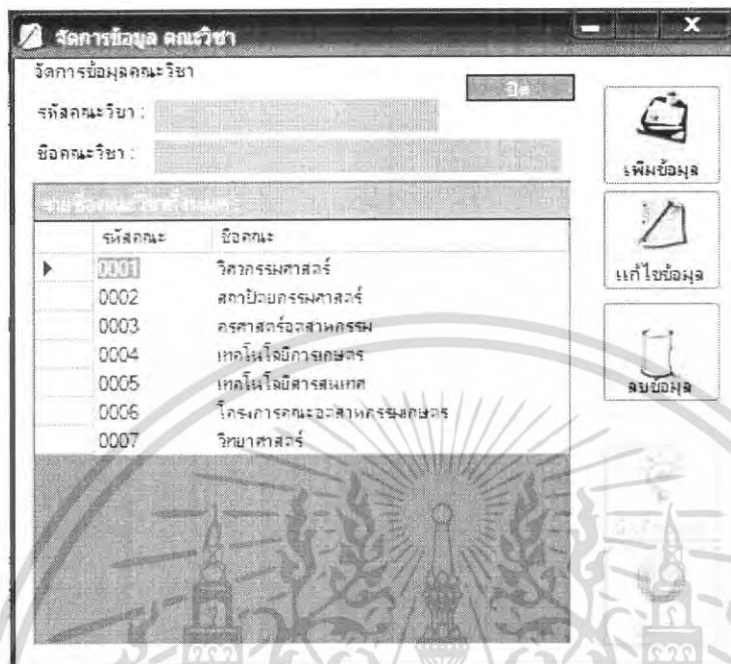 จัดการข้อมูล คณะวิชา
จัดการข้อมูลคณะวิชา
ปิด
รหัสคณะวิชา :
ชื่อคณะวิชา :
เพิ่มข้อมูล
แก้ไขข้อมูล
ลบข้อมูล
รหัสคณะ ชื่อคณะ
0001 วิศวกรรมศาสตร์
0002 สถาปัตยกรรมศาสตร์
0003 ครุศาสตร์อุตสาหกรรม
0004 เทคโนโลยีการเกษตร
0005 เทคโนโลยีสารสนเทศ
0006 โครงการคณะอุตสาหกรรมเกษตร
0007 วิทยาศาสตร์